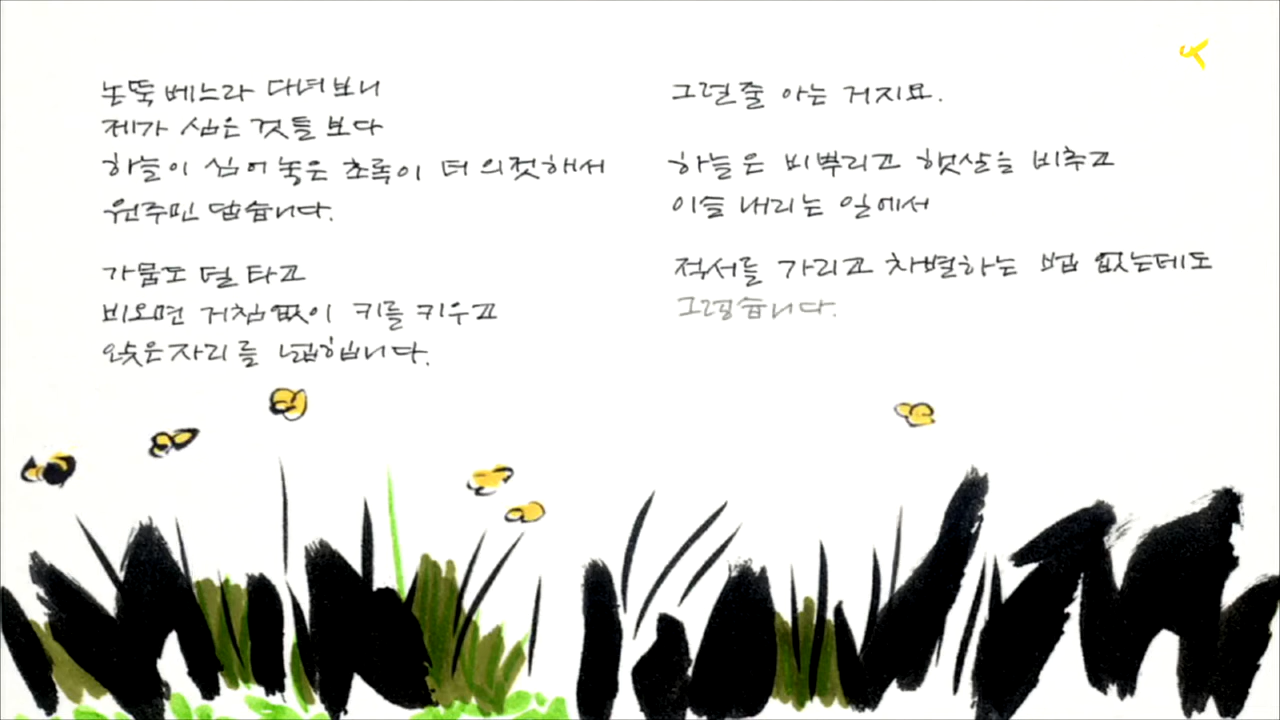 논뚝 베느라 다녀보니
제가 심은 것들 보다
하늘이 심어 놓은 초록이 더 의젓해서
원주민 답습니다.
가뭄도 덜 타고
비오면 거침없이 키를 키우고
앉은자리를 넓힙니다.
그런줄 아는 거지요.
하늘은 비뿌리고 햇살을 비추고
이슬 내리는 일에서
적서를 가리고 차별하는 법 없는데도
그렇습니다.